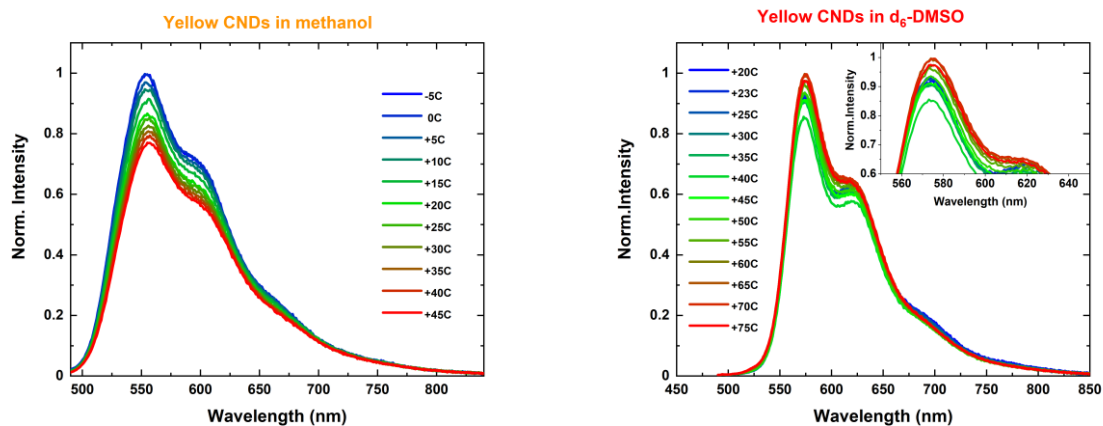 Yellow CNDs in methanol
Norm. Intensity
1
0.8
0.6
0.4
0.2
0
500
550
600
650
700
750
800
Wavelength (nm)
-5C
0C
+5C
+10C
+15C
+20C
+25C
+30C
+35C
+40C
+45C
Yellow CNDs in d₆-DMSO
Norm.Intensity
1
0.8
0.6
0.4
0.2
0
450
500
550
600
650
700
750
800
850
Wavelength (nm)
+20C
+23C
+25C
+30C
+35C
+40C
+45C
+50C
+55C
+60C
+65C
+70C
+75C
Norm.Intensity
1
0.9
0.8
0.7
0.6
560
580
600
620
640
Wavelength (nm)